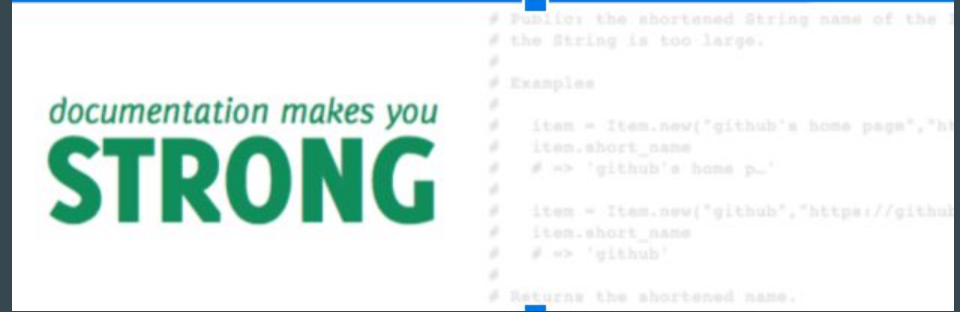 documentation makes you
STRONG
# Public: the shortened String name of the
# the String is too large.
#
# Examples
#
#   item = Item.new("github's home page","ht
#   item.short_name
#   # => 'github's home p…'
#
#   item = Item.new("github","https://github
#   item.short_name
#   # => 'github'
#
# Returns the shortened name.